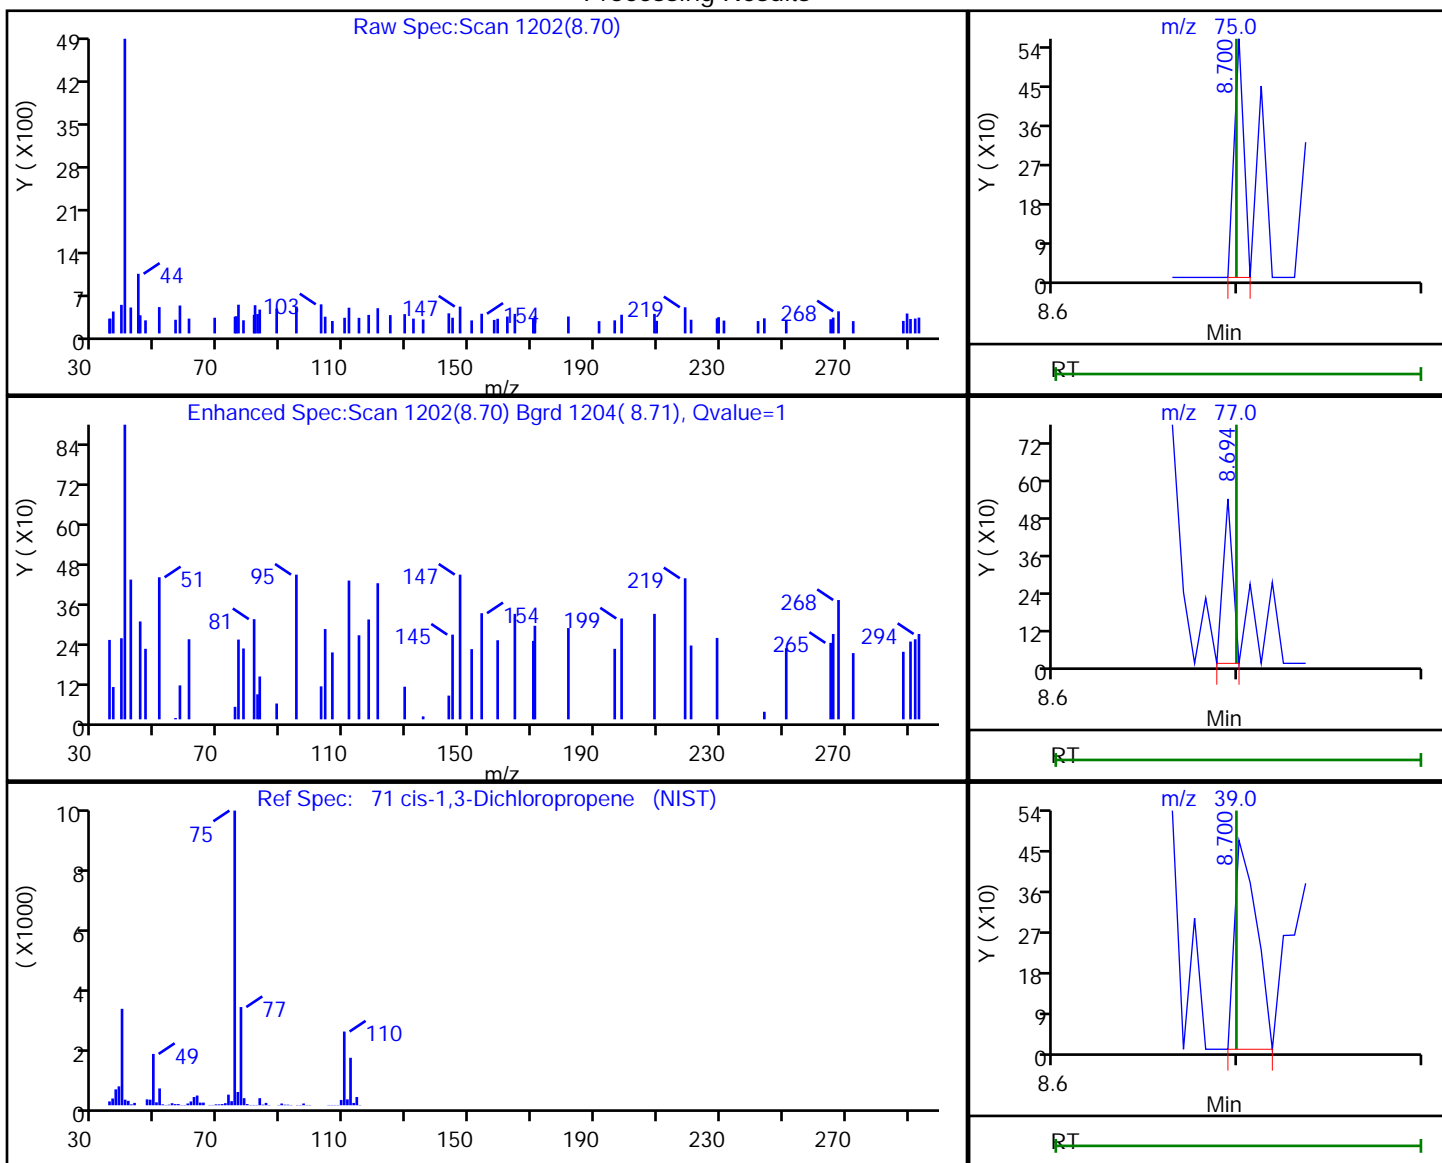 Processing Results
Raw Spec:Scan 1202(8.70)
Y ( X100)
49
42
35
28
21
14
7
0
44
103
147
154
219
268
30 70 110 150 190 230 270
m/z
m/z 75.0
Y ( X10)
54
45
36
27
18
9
0
8.700
8.6
Min
RT
Enhanced Spec:Scan 1202(8.70) Bgrd 1204( 8.71), Qvalue=1
Y ( X10)
84
72
60
48
36
24
12
0
51
81
95
145
147
154
199
219
265
268
294
30 70 110 150 190 230 270
m/z
m/z 77.0
Y ( X10)
72
60
48
36
24
12
0
8.694
8.6
Min
RT
Ref Spec: 71 cis-1,3-Dichloropropene (NIST)
( X1000)
10
8
6
4
2
0
75
77
49
110
30 70 110 150 190 230 270
m/z 39.0
Y ( X10)
54
45
36
27
18
9
0
8.700
8.6
Min
RT